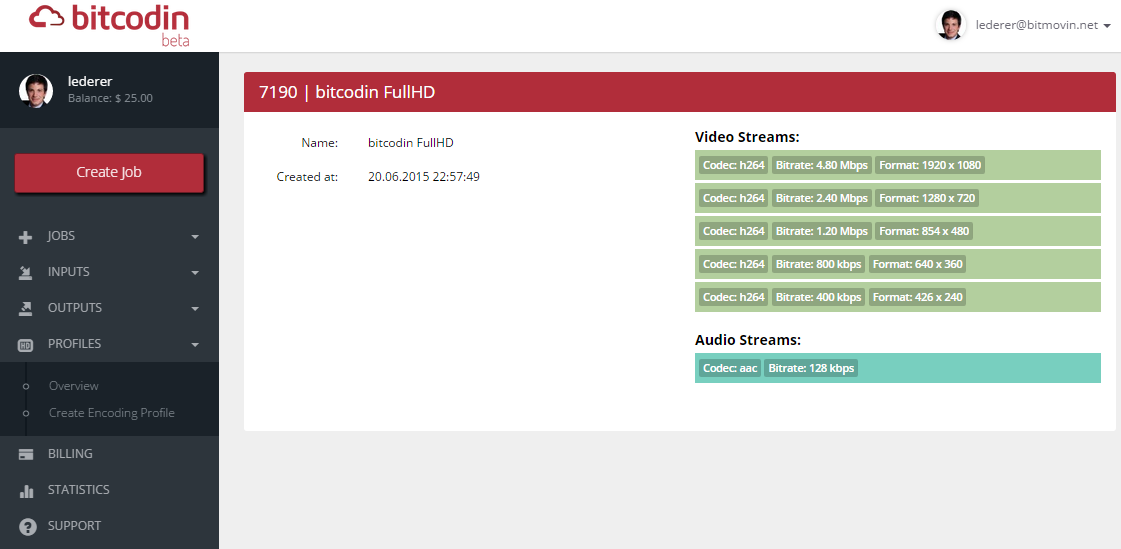 bitcodin
beta
lederer@bitmovin.net
lederer
Balance: $ 25.00
Create Job
JOBS
INPUTS
OUTPUTS
HD PROFILES
Overview
Create Encoding Profile
BILLING
STATISTICS
? SUPPORT
7190 | bitcodin FullHD
Name: bitcodin FullHD
Created at: 20.06.2015 22:57:49
Video Streams:
Codec: h264 Bitrate: 4.80 Mbps Format: 1920 x 1080
Codec: h264 Bitrate: 2.40 Mbps Format: 1280 x 720
Codec: h264 Bitrate: 1.20 Mbps Format: 854 x 480
Codec: h264 Bitrate: 800 kbps Format: 640 x 360
Codec: h264 Bitrate: 400 kbps Format: 426 x 240
Audio Streams:
Codec: aac Bitrate: 128 kbps